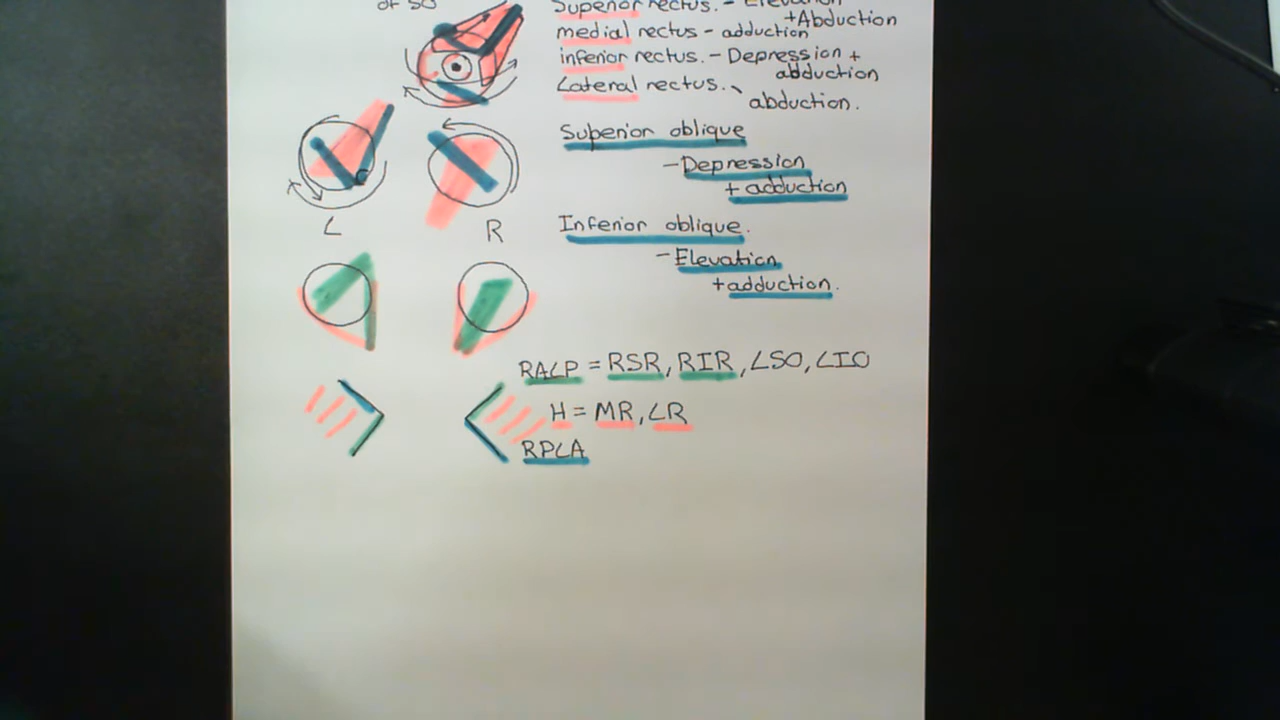 of SO
Superior rectus. - Elevation
+Abduction
medial rectus - adduction
inferior rectus. - Depression +
adduction
Lateral rectus.
abduction.
Superior oblique
- Depression
+ adduction
L
R
Inferior oblique.
- Elevation
+adduction.
RALP = RSR, RIR, LSO, LIO
H = MR, LR
RPLA